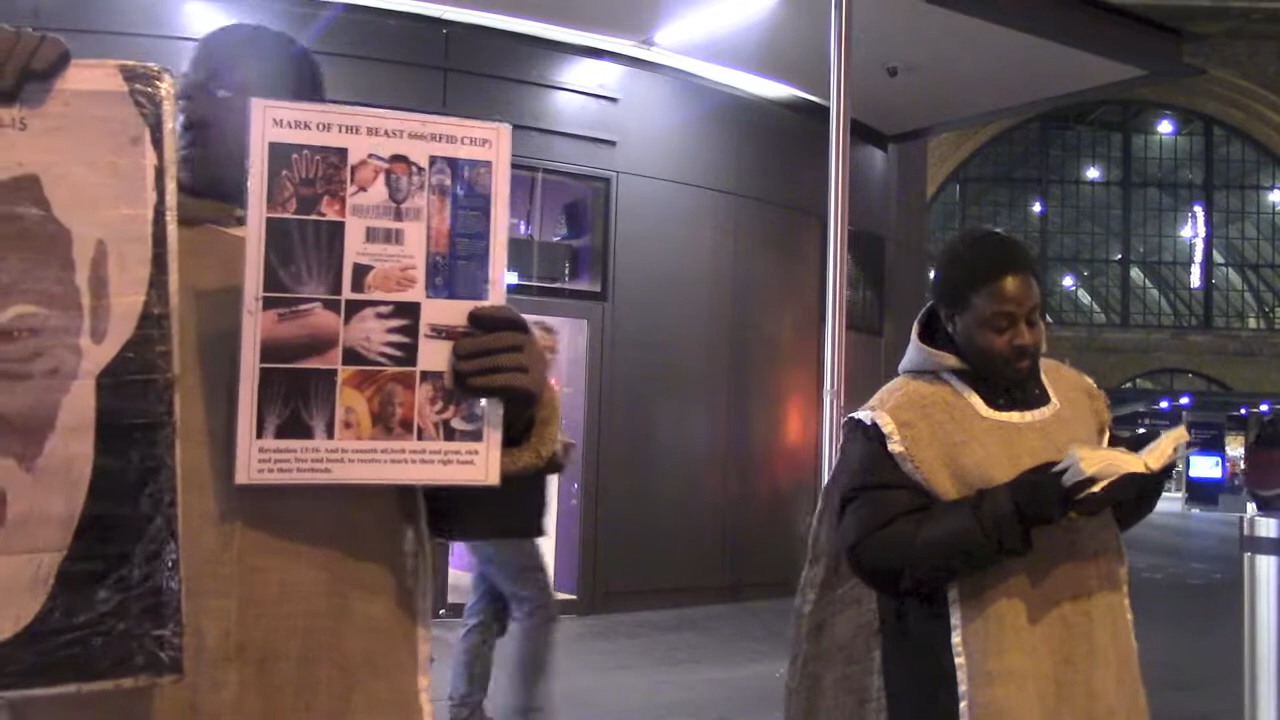 -15
MARK OF THE BEAST 666(RFID CHIP)
Revelation 13:16- And he causeth all, both small and great, rich
and poor, free and bond, to receive a mark in their right hand,
or in their foreheads.